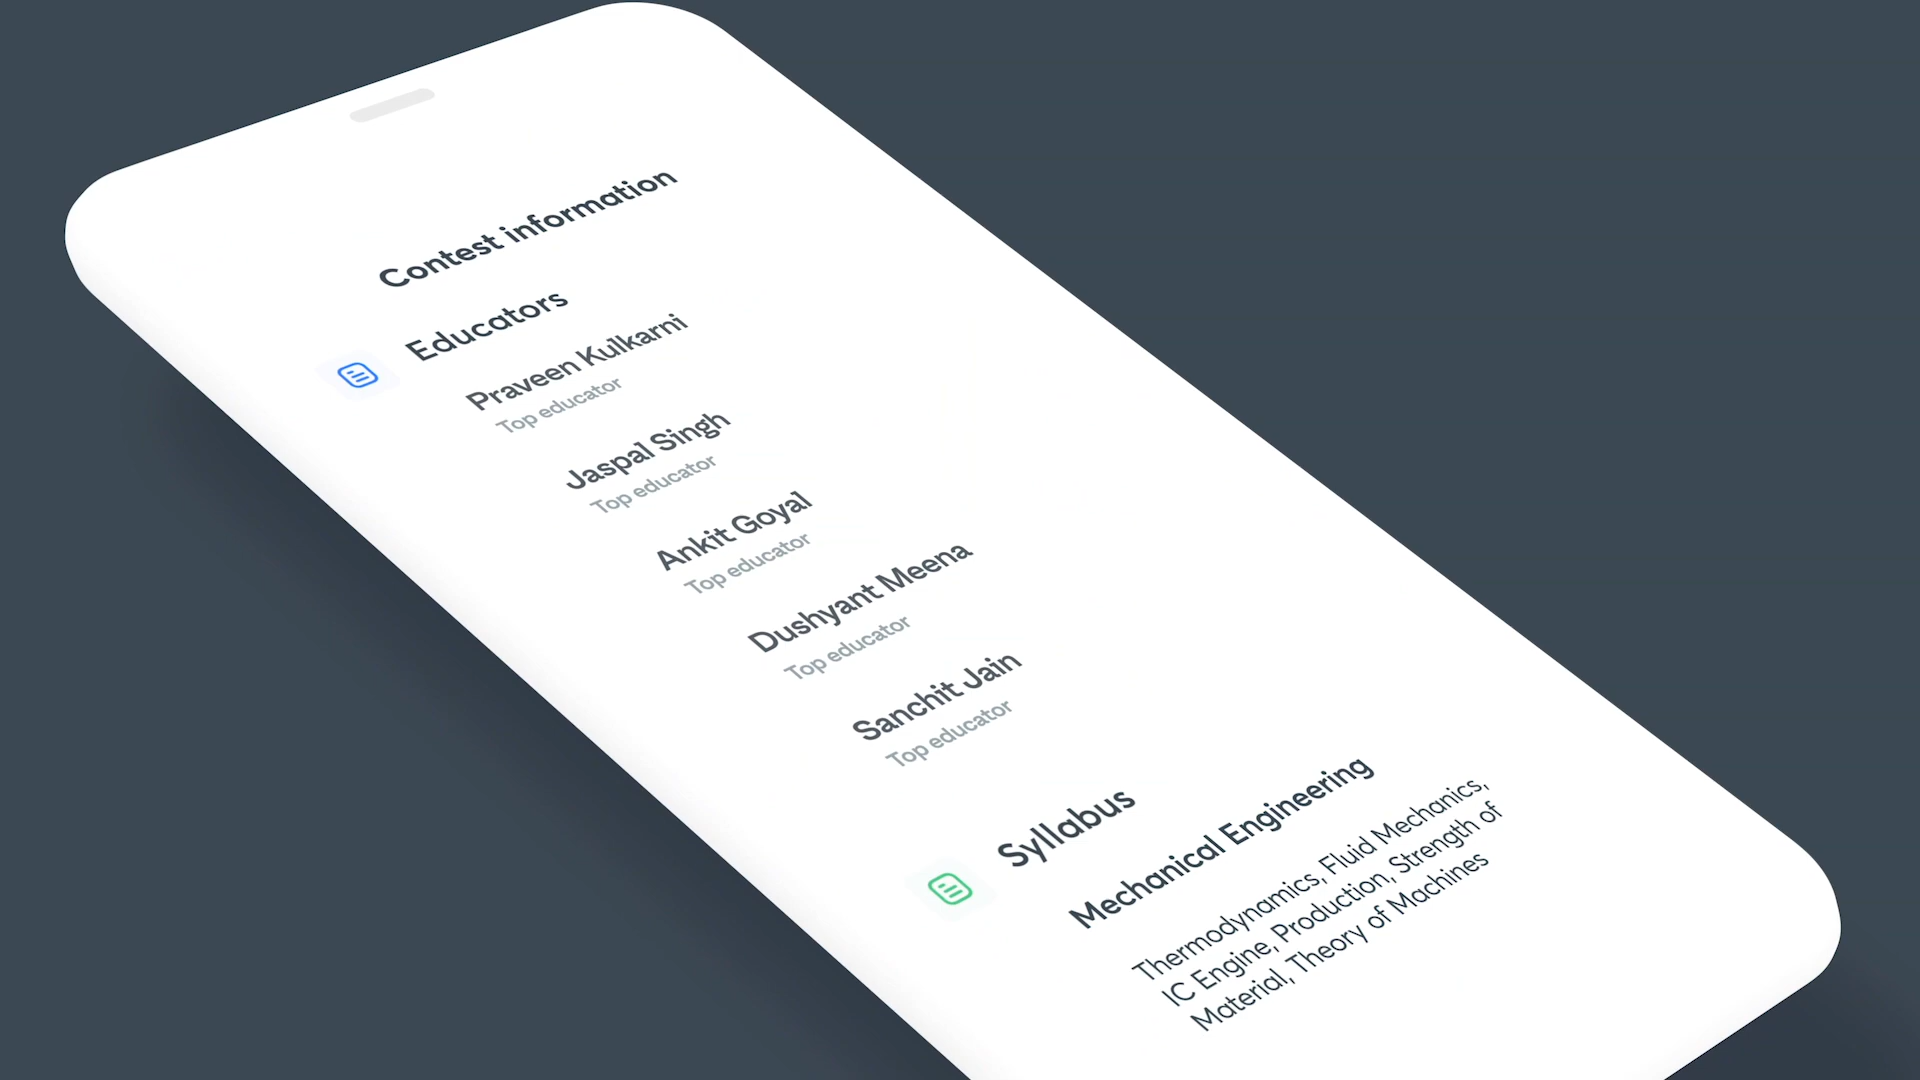 Contest information
Educators
Praveen Kulkarni
Top educator
Jaspal Singh
Top educator
Ankit Goyal
Top educator
Dushyant Meena
Top educator
Sanchit Jain
Top educator
Syllabus
Mechanical Engineering
Thermodynamics, Fluid Mechanics,
IC Engine, Production, Strength of
Material, Theory of Machines